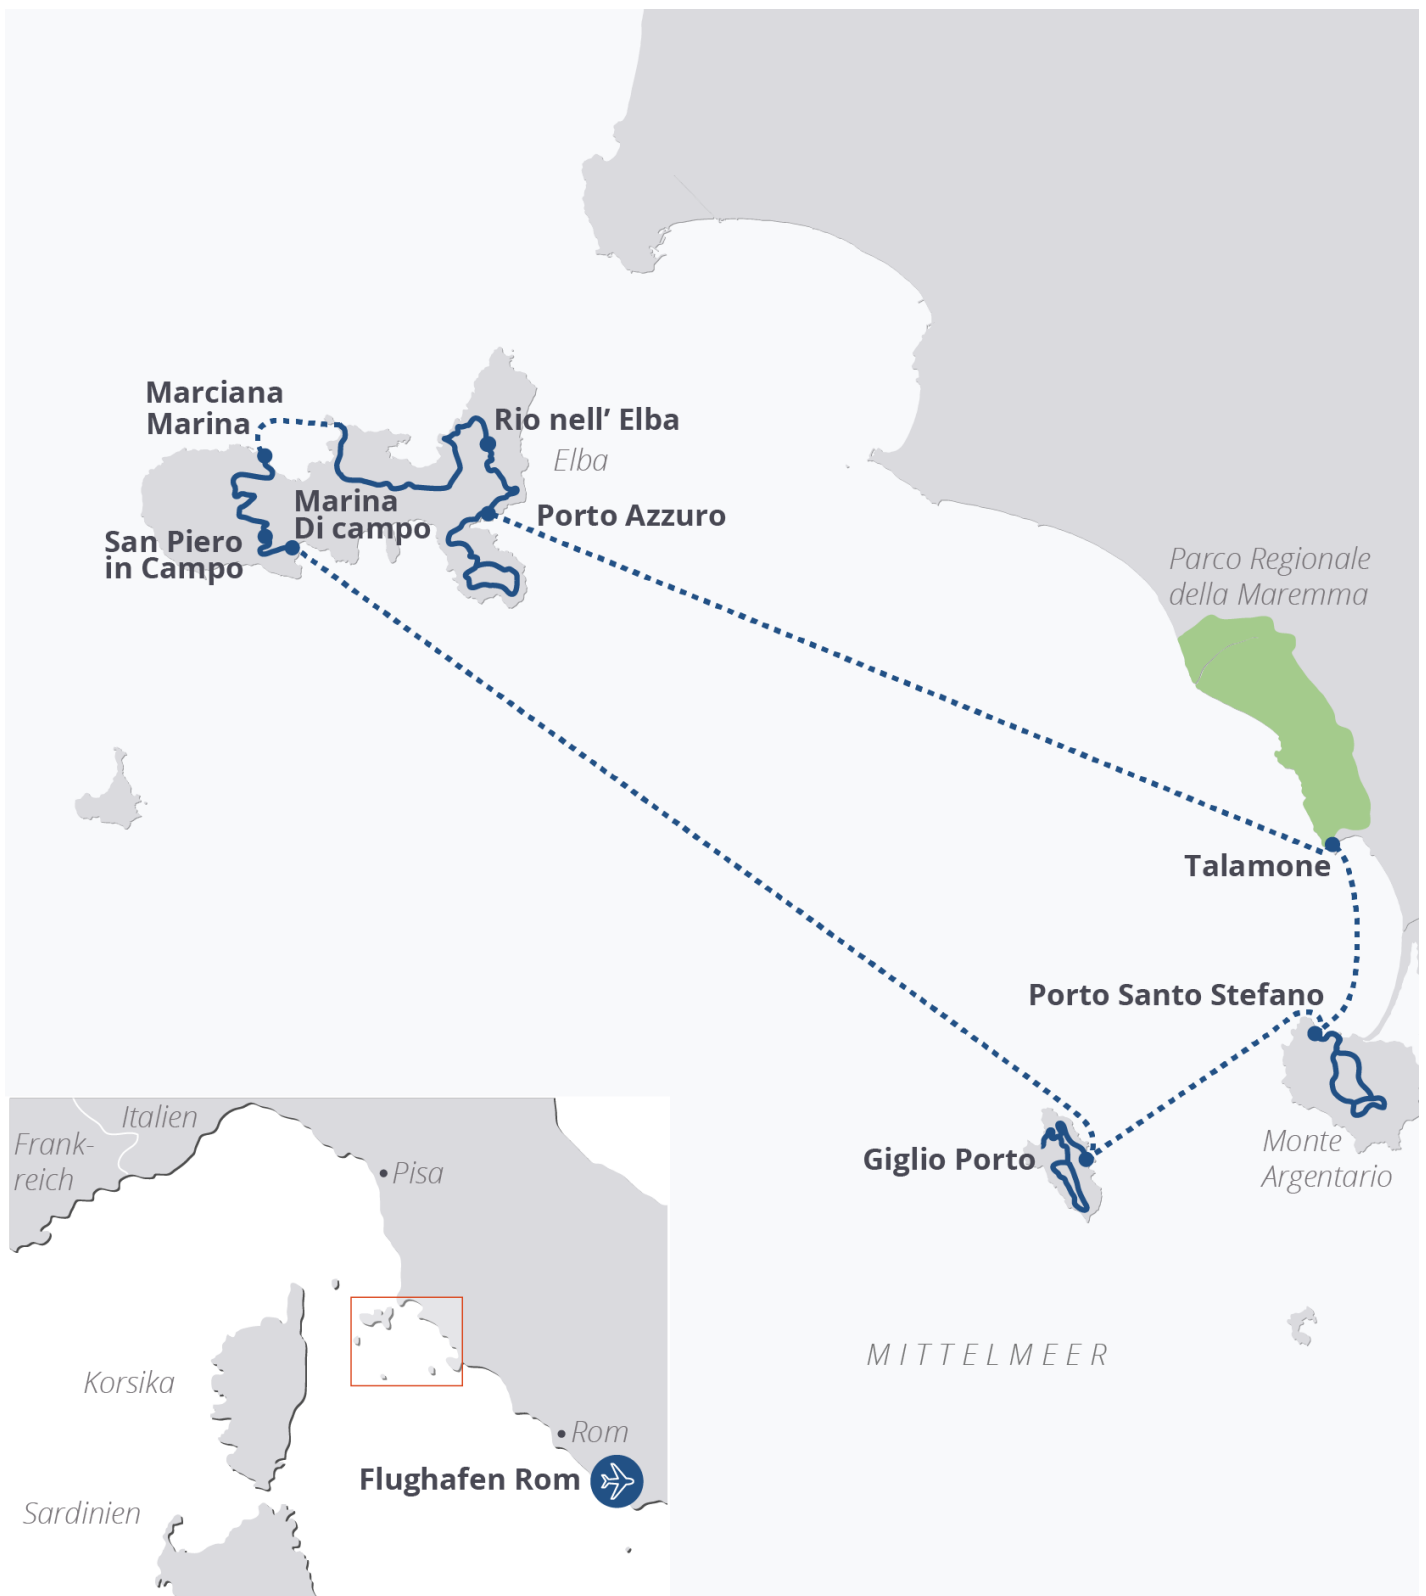 Marciana
Marina
Rio nell’ Elba
Elba
Marina
Di campo
Porto Azzuro
San Piero
in Campo
Parco Regionale
della Maremma
Talamone
Porto Santo Stefano
Giglio Porto
Monte
Argentario
MITTELMEER
Italien
Frank-
reich
Pisa
Korsika
Rom
Flughafen Rom
Sardinien